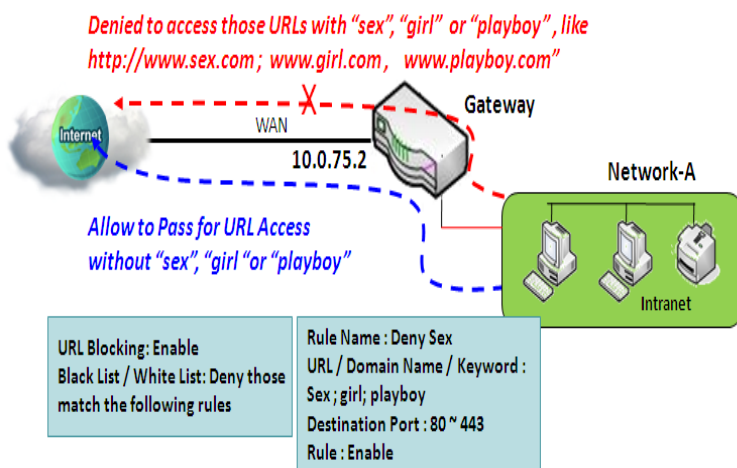 Denied to access those URLs with “sex”, “girl” or “playboy” , like
http://www.sex.com ; www.girl.com , www.playboy.com”
Gateway
Internet
WAN
10.0.75.2
Network-A
Allow to Pass for URL Access
without “sex”, “girl “or “playboy”
Intranet
URL Blocking: Enable
Black List / White List: Deny those
match the following rules
Rule Name : Deny Sex
URL / Domain Name / Keyword :
Sex ; girl; playboy
Destination Port : 80 ~ 443
Rule : Enable